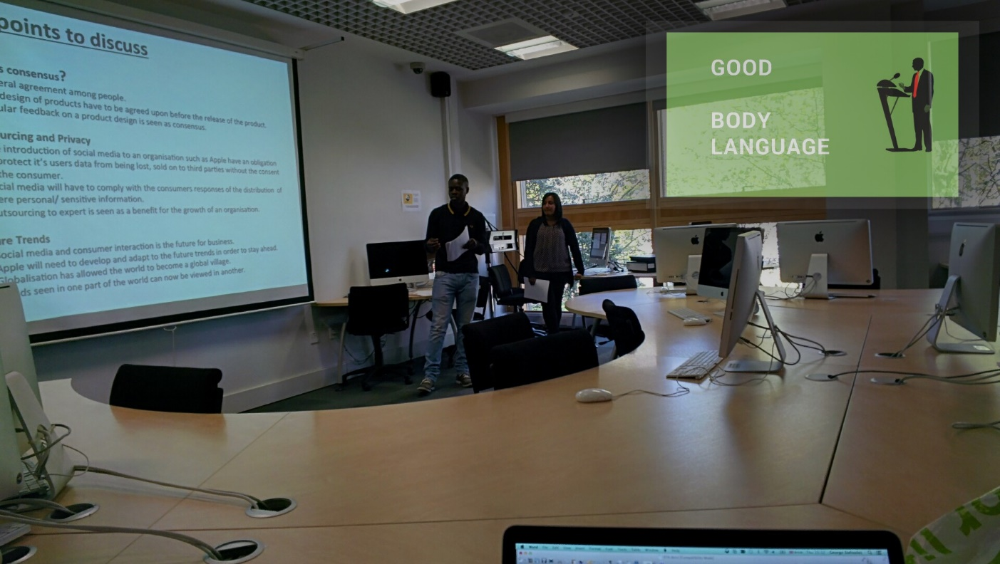 points to discuss
s consensus?
eral agreement among people.
design of products have to be agreed upon before the release of the product.
ular feedback on a product design is seen as consensus.
urcing and Privacy
introduction of social media to an organisation such as Apple have an obligation
protect it's users data from being lost, sold on to third parties without the consent
the consumer.
cial media will have to comply with the consumers responses of the distribution of
ere personal/ sensitive information.
utsourcing to expert is seen as a benefit for the growth of an organisation.
re Trends
ocial media and consumer interaction is the future for business.
Apple will need to develop and adapt to the future trends in order to stay ahead.
Globalisation has allowed the world to become a global village.
ds seen in one part of the world can now be viewed in another.
GOOD
BODY
LANGUAGE